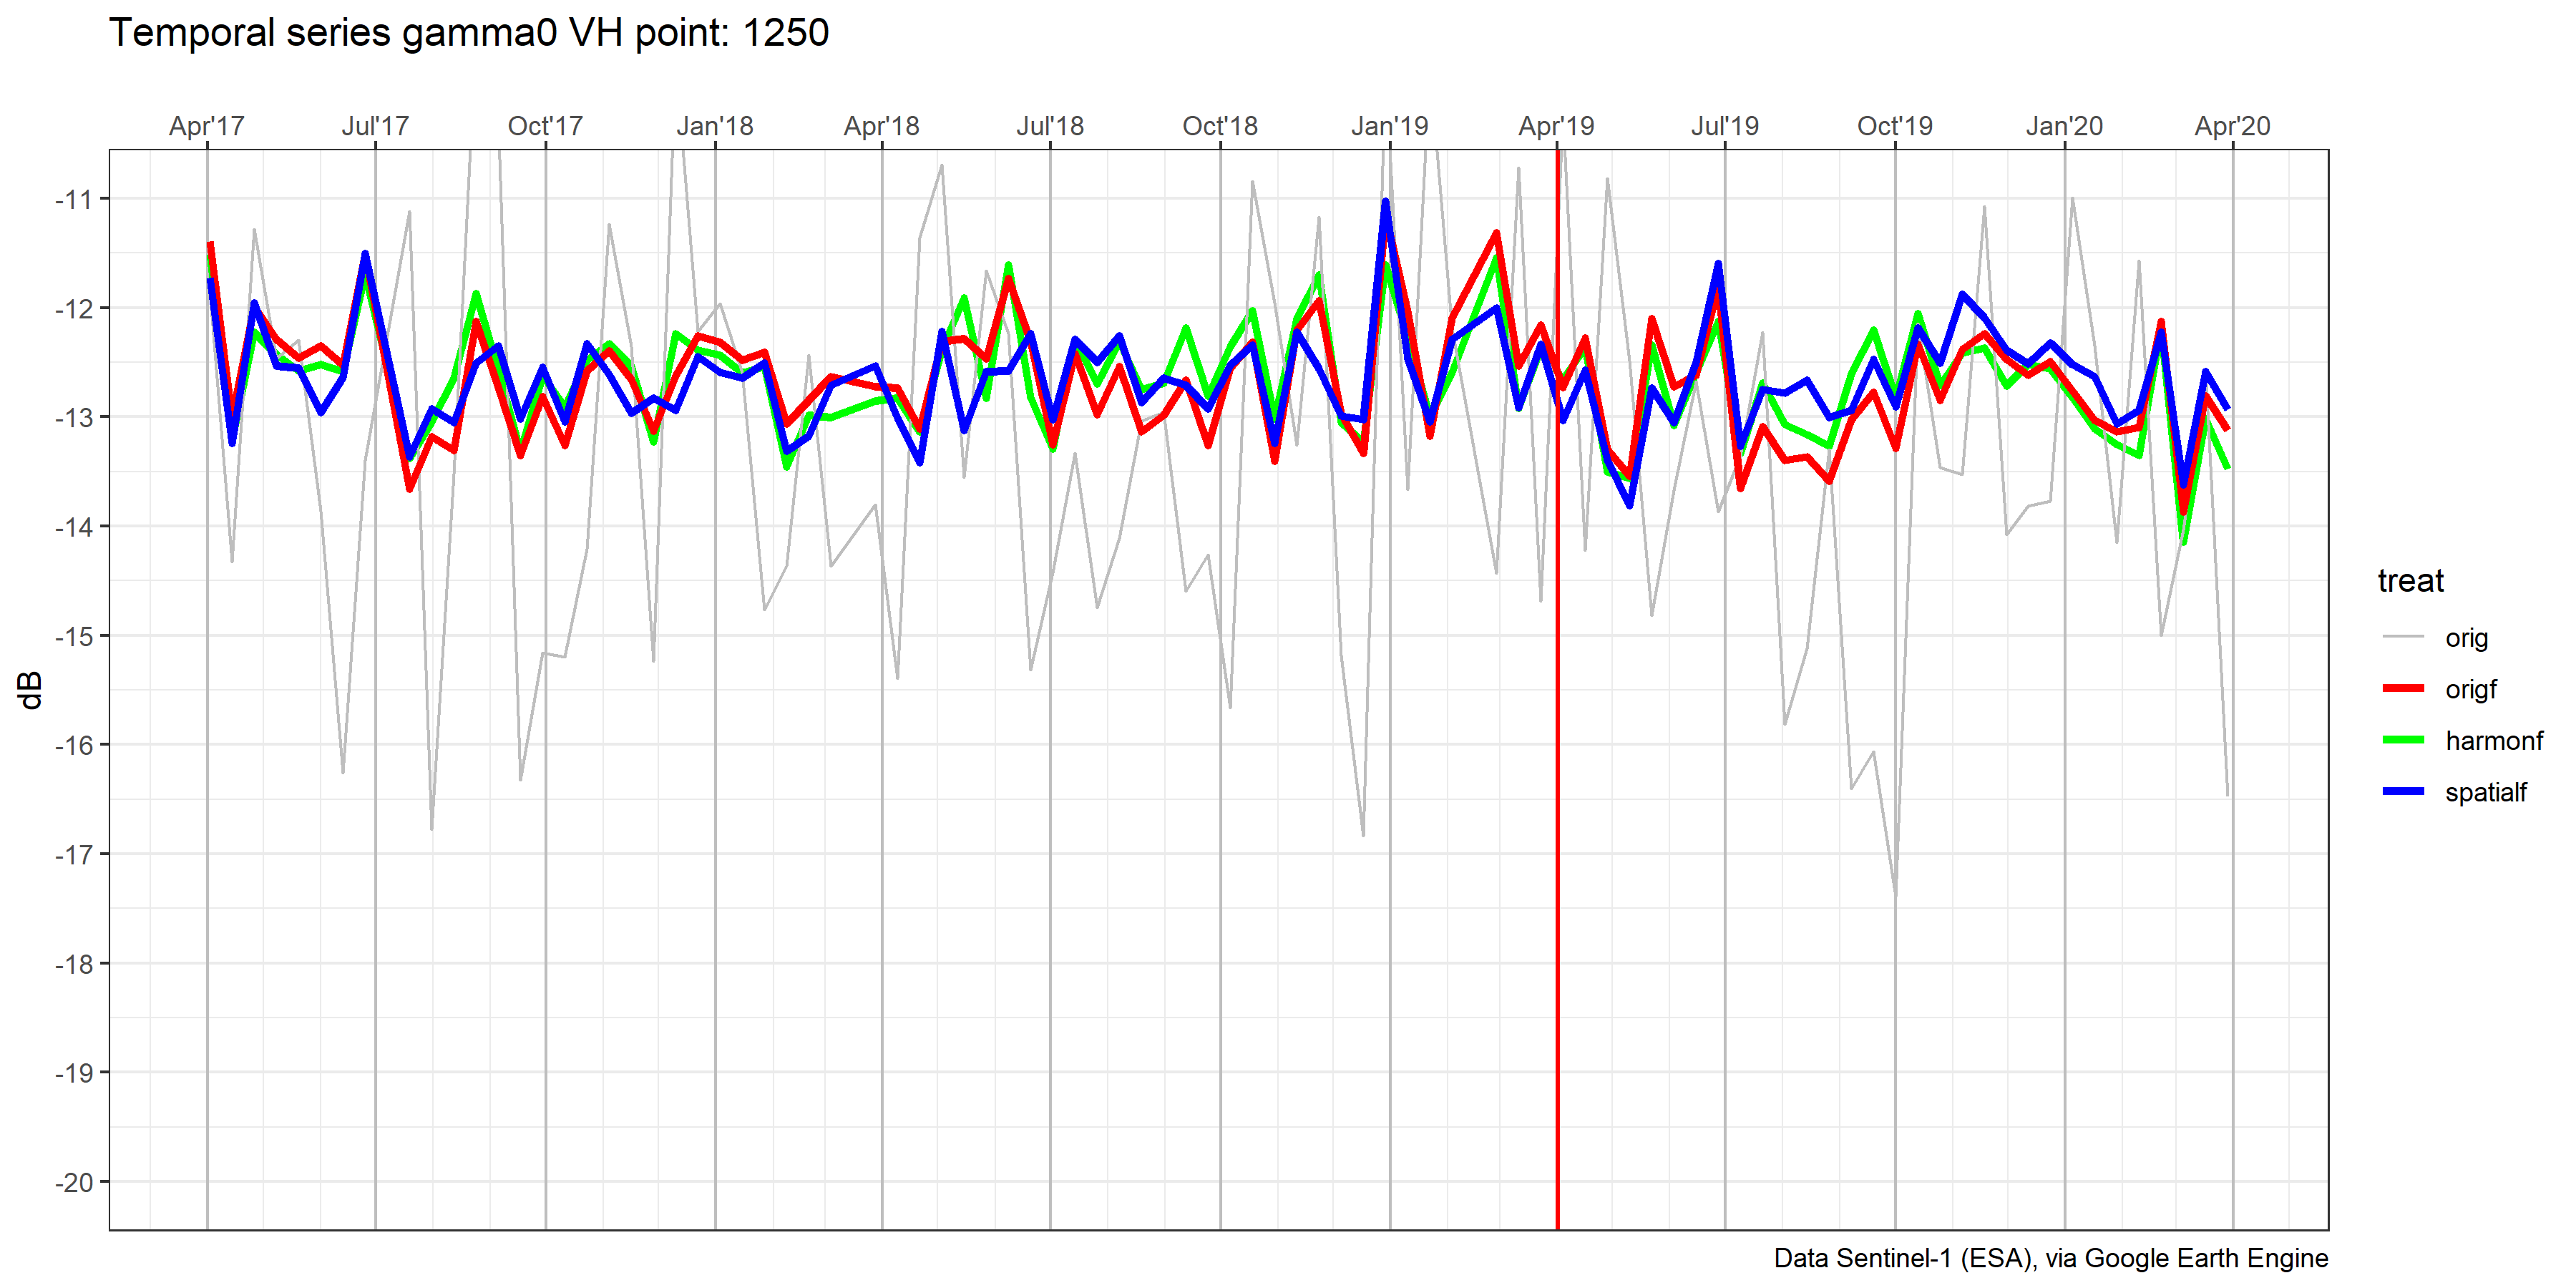 Temporal series gamma0 VH point: 1250
Apr'17 Jul'17 Oct'17 Jan'18 Apr'18 Jul'18 Oct'18 Jan'19 Apr'19 Jul'19 Oct'19 Jan'20 Apr'20
-11
-12
-13
-14
-15
-16
-17
-18
-19
-20
dB
treat
orig
origf
harmonf
spatialf
Data Sentinel-1 (ESA), via Google Earth Engine